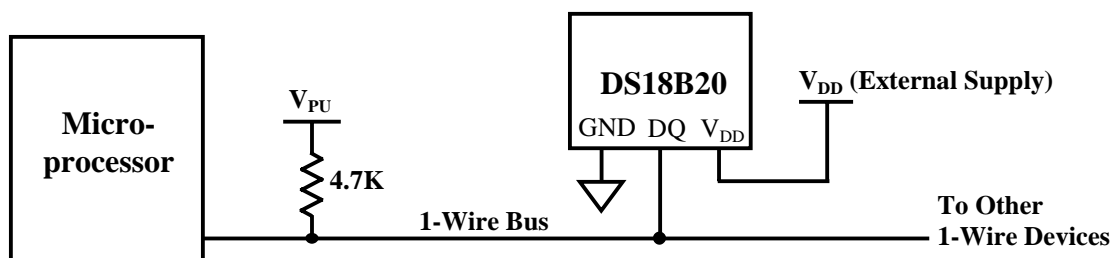 Micro-
processor
V_PU
4.7K
1-Wire Bus
DS18B20
GND DQ V_DD
V_DD (External Supply)
To Other
1-Wire Devices